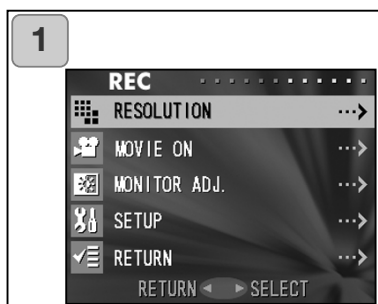 1
REC
RESOLUTION
MOVIE ON
MONITOR ADJ.
SETUP
RETURN
RETURN SELECT